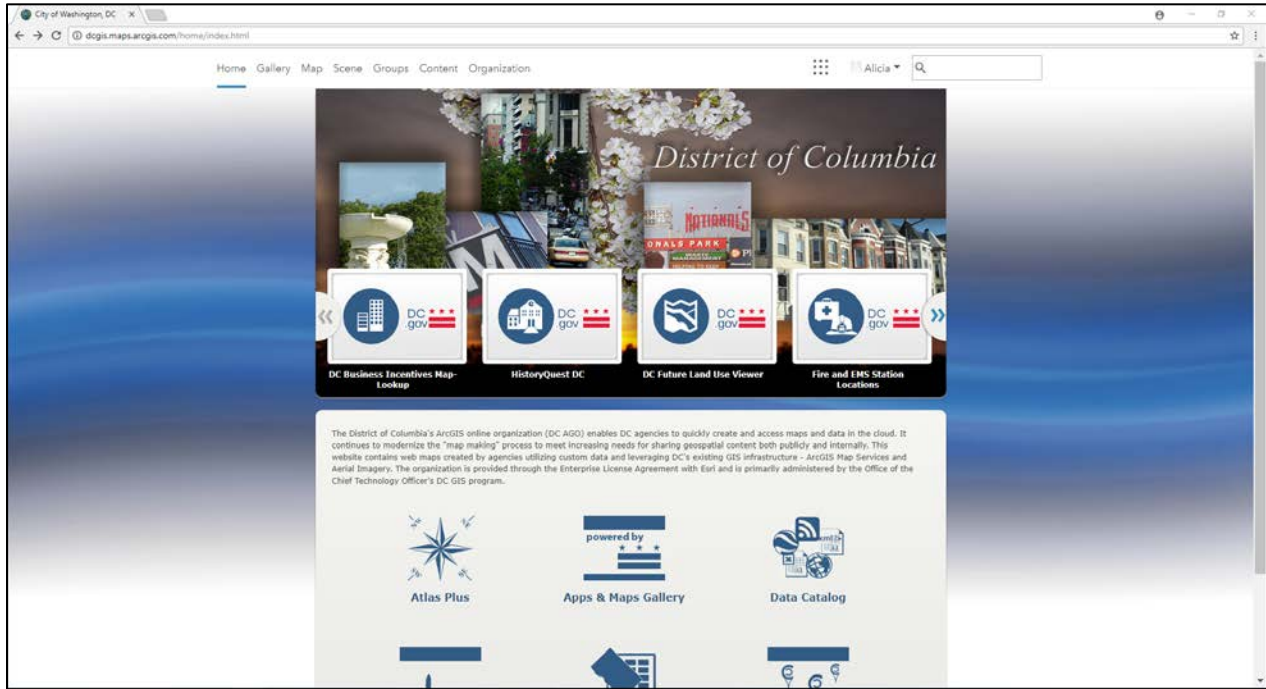 City of Washington, DC
dcgis.maps.arcgis.com/home/index.html
Home Gallery Map Scene Groups Content Organization Alicia
District of Columbia
NATIONALS
ONALS PARK
WASTE
MANAGEMENT
M
DC.gov DC.gov DC.gov DC.gov
DC Business Incentives Map-Lookup
HistoryQuest DC
DC Future Land Use Viewer
Fire and EMS Station
Locations
The District of Columbia's ArcGIS online organization (DC AGO) enables DC agencies to quickly create and access maps and data in the cloud. It
continues to modernize the "map making" process to meet increasing needs for sharing geospatial content both publicly and internally. This
website contains web maps created by agencies utilizing custom data and leveraging DC's existing GIS infrastructure - ArcGIS Map Services and
Aerial Imagery. The organization is provided through the Enterprise License Agreement with Esri and is primarily administered by the Office of the
Chief Technology Officer's DC GIS program.
powered by
Atlas Plus
Apps & Maps Gallery
Data Catalog